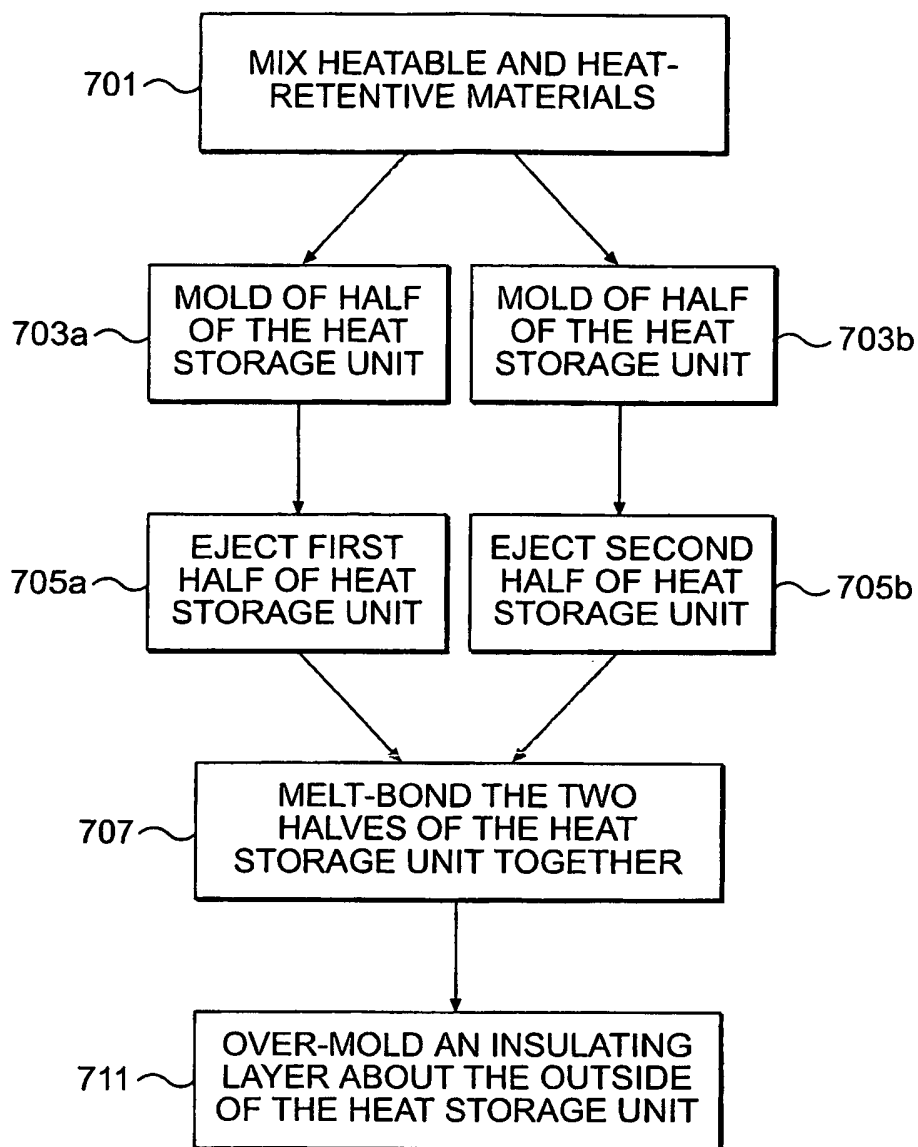 701
MIX HEATABLE AND HEAT-
RETENTIVE MATERIALS
703a
MOLD OF HALF
OF THE HEAT
STORAGE UNIT
MOLD OF HALF
OF THE HEAT
STORAGE UNIT
703b
705a
EJECT FIRST
HALF OF HEAT
STORAGE UNIT
EJECT SECOND
HALF OF HEAT
STORAGE UNIT
705b
707
MELT-BOND THE TWO
HALVES OF THE HEAT
STORAGE UNIT TOGETHER
711
OVER-MOLD AN INSULATING
LAYER ABOUT THE OUTSIDE
OF THE HEAT STORAGE UNIT